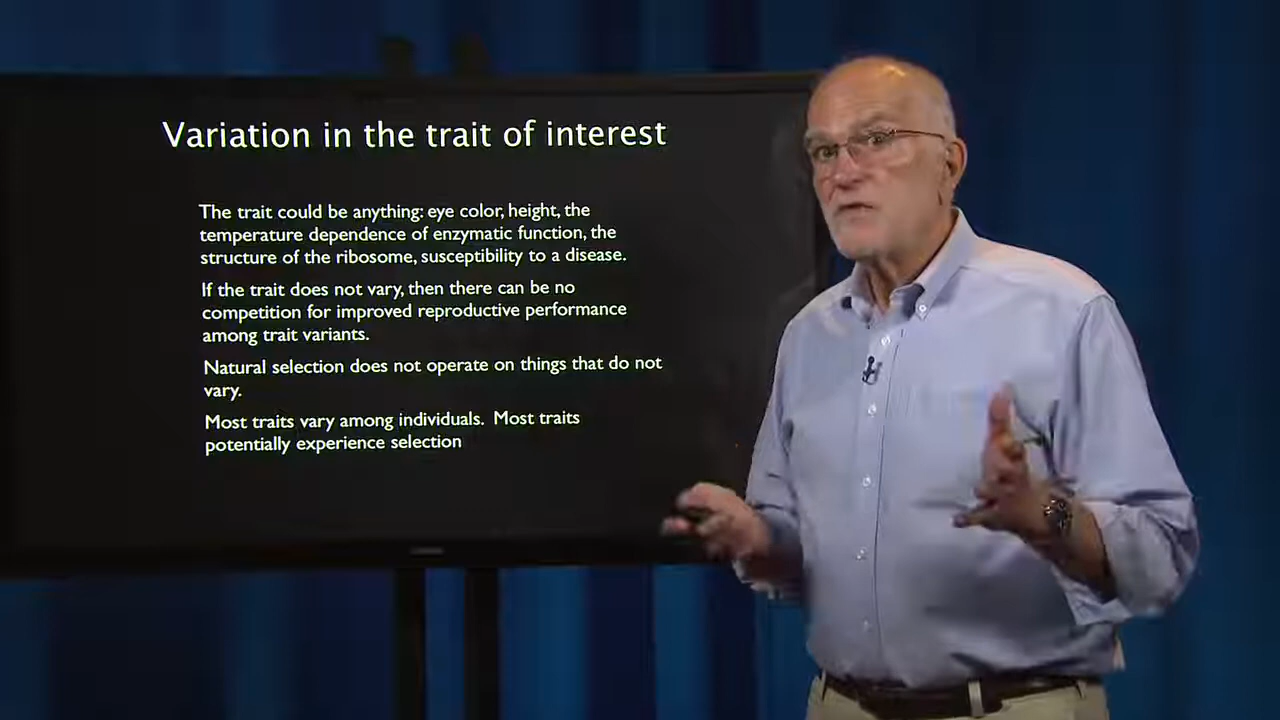 Variation in the trait of interest
The trait could be anything: eye color, height, the
temperature dependence of enzymatic function, the
structure of the ribosome, susceptibility to a disease.
If the trait does not vary, then there can be no
competition for improved reproductive performance
among trait variants.
Natural selection does not operate on things that do not
vary.
Most traits vary among individuals. Most traits
potentially experience selection